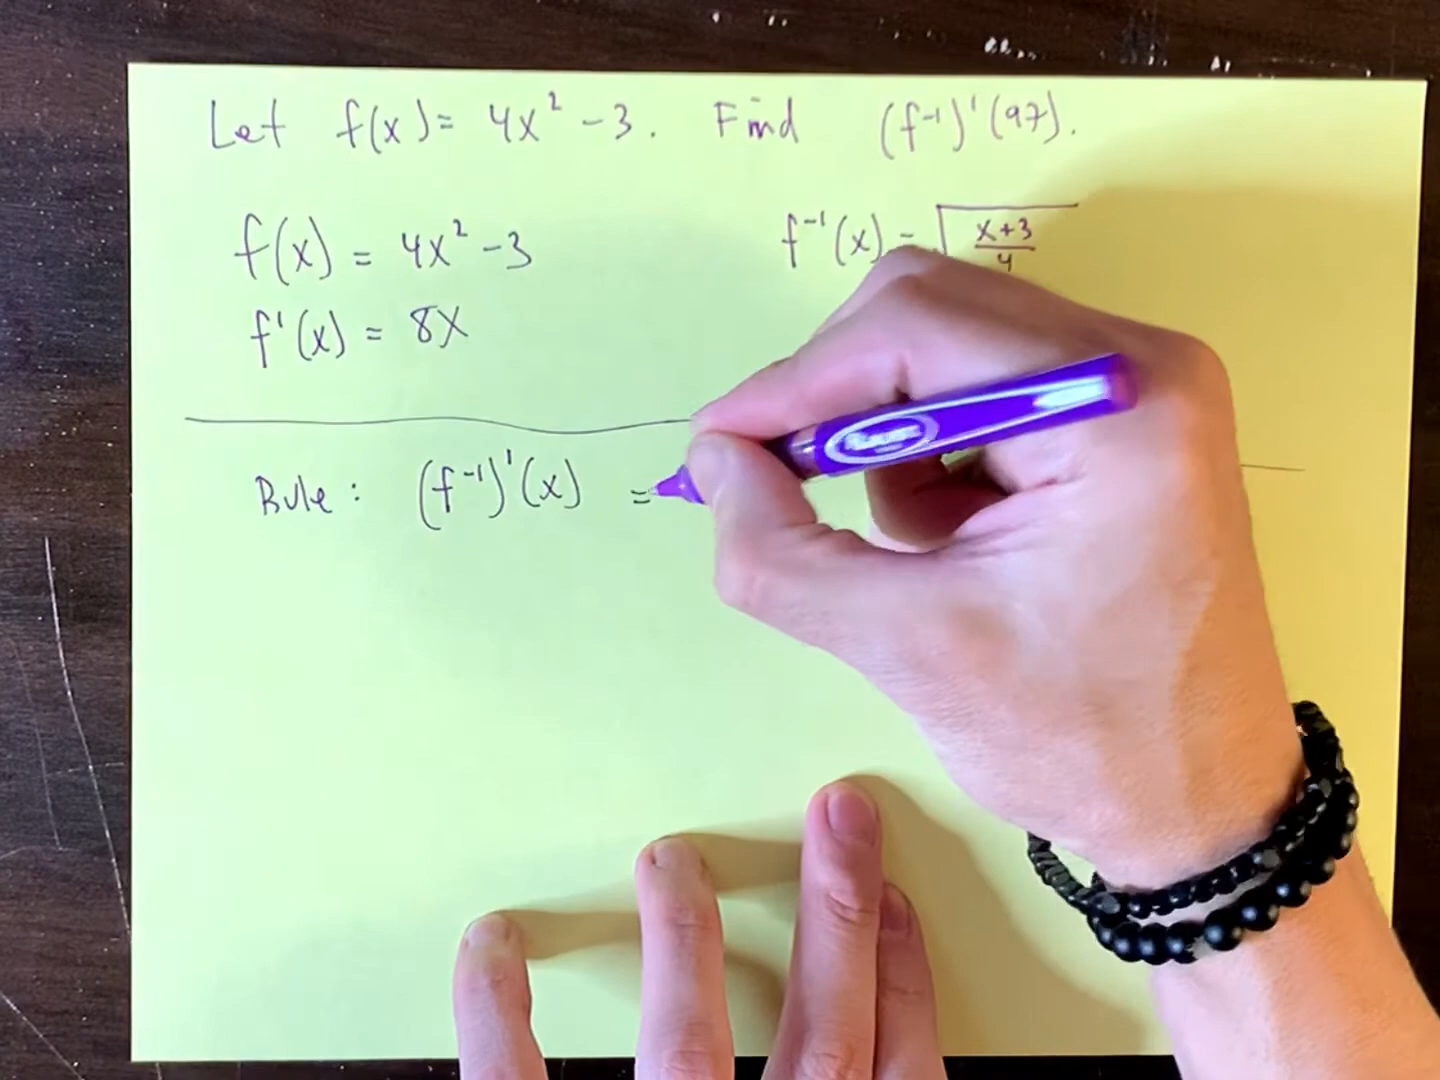 Let f(x) = 4x² - 3. Find (f⁻¹)'(97).
f(x) = 4x² - 3
f⁻¹(x) = √((x+3)/4)
f'(x) = 8x
Rule: (f⁻¹)'(x) =